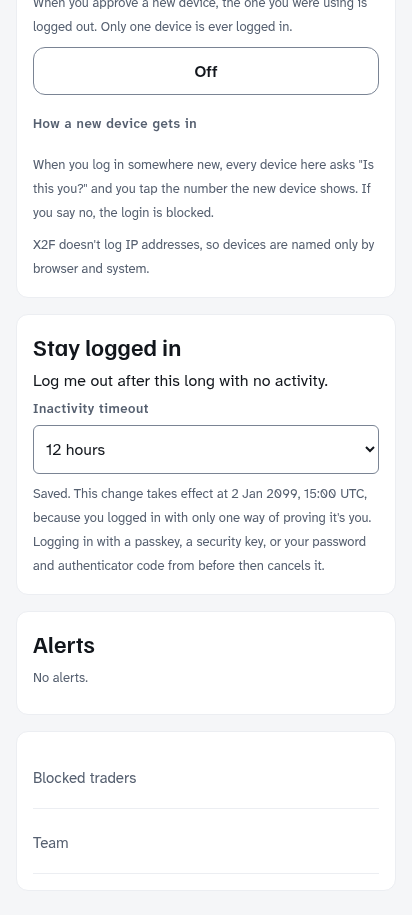 When you approve a new device, the one you were using is
logged out. Only one device is ever logged in.
Off
How a new device gets in
When you log in somewhere new, every device here asks "Is
this you?" and you tap the number the new device shows. If
you say no, the login is blocked.
X2F doesn't log IP addresses, so devices are named only by
browser and system.
Stay logged in
Log me out after this long with no activity.
Inactivity timeout
12 hours
Saved. This change takes effect at 2 Jan 2099, 15:00 UTC,
because you logged in with only one way of proving it's you.
Logging in with a passkey, a security key, or your password
and authenticator code from before then cancels it.
Alerts
No alerts.
Blocked traders
Team